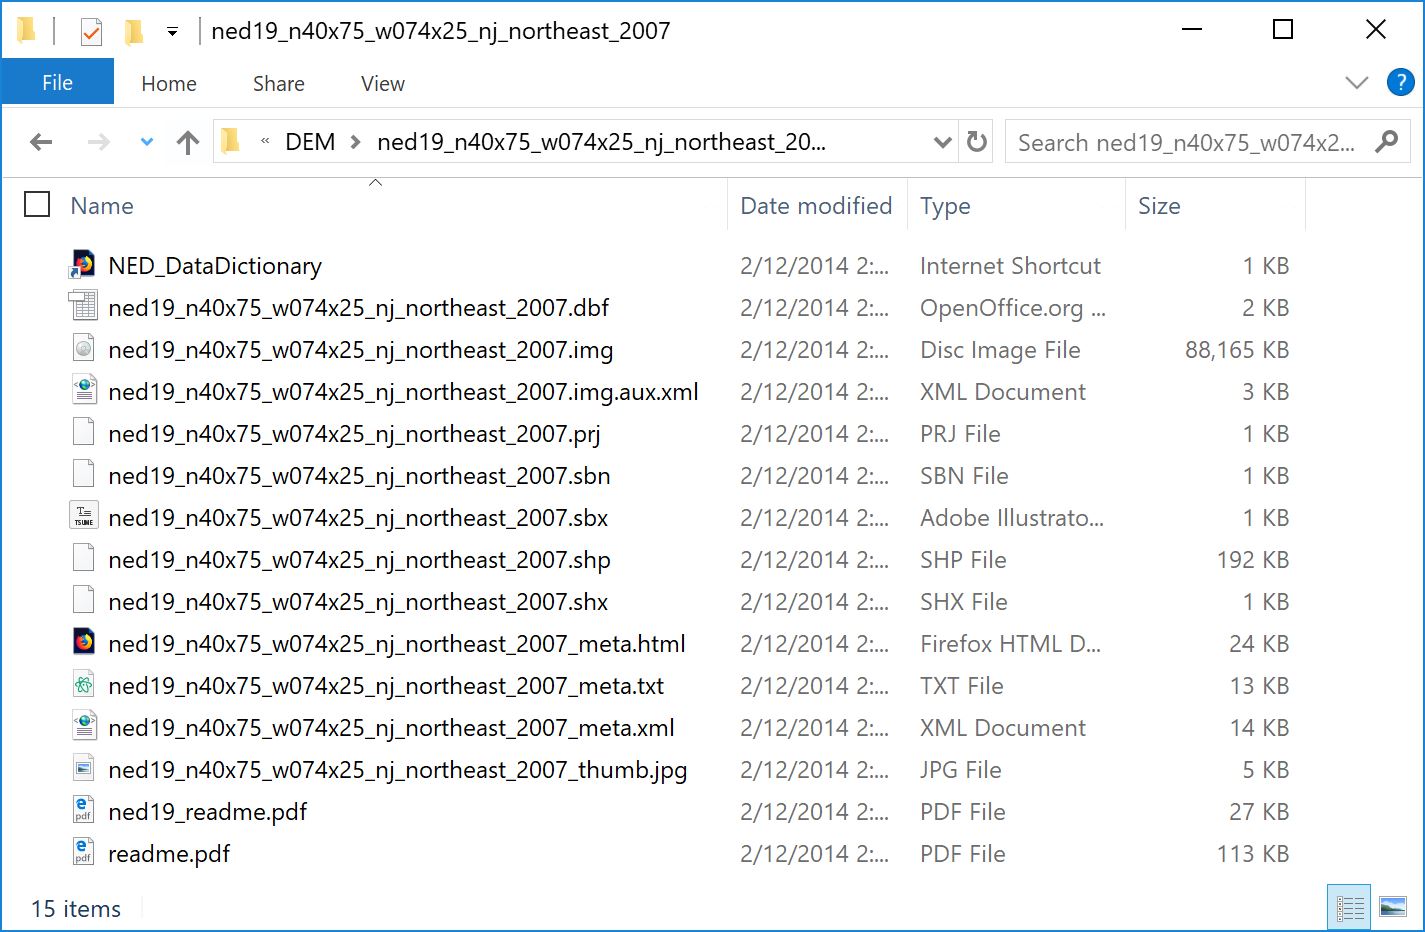 ned19_n40x75_w074x25_nj_northeast_2007
File Home Share View ?
« DEM > ned19_n40x75_w074x25_nj_northeast_20... Search ned19_n40x75_w074x2...
Name Date modified Type Size
NED_DataDictionary 2/12/2014 2:... Internet Shortcut 1 KB
ned19_n40x75_w074x25_nj_northeast_2007.dbf 2/12/2014 2:... OpenOffice.org ... 2 KB
ned19_n40x75_w074x25_nj_northeast_2007.img 2/12/2014 2:... Disc Image File 88,165 KB
ned19_n40x75_w074x25_nj_northeast_2007.img.aux.xml 2/12/2014 2:... XML Document 3 KB
ned19_n40x75_w074x25_nj_northeast_2007.prj 2/12/2014 2:... PRJ File 1 KB
ned19_n40x75_w074x25_nj_northeast_2007.sbn 2/12/2014 2:... SBN File 1 KB
T TSUME ned19_n40x75_w074x25_nj_northeast_2007.sbx 2/12/2014 2:... Adobe Illustrato... 1 KB
ned19_n40x75_w074x25_nj_northeast_2007.shp 2/12/2014 2:... SHP File 192 KB
ned19_n40x75_w074x25_nj_northeast_2007.shx 2/12/2014 2:... SHX File 1 KB
ned19_n40x75_w074x25_nj_northeast_2007_meta.html 2/12/2014 2:... Firefox HTML D... 24 KB
ned19_n40x75_w074x25_nj_northeast_2007_meta.txt 2/12/2014 2:... TXT File 13 KB
ned19_n40x75_w074x25_nj_northeast_2007_meta.xml 2/12/2014 2:... XML Document 14 KB
ned19_n40x75_w074x25_nj_northeast_2007_thumb.jpg 2/12/2014 2:... JPG File 5 KB
pdf ned19_readme.pdf 2/12/2014 2:... PDF File 27 KB
pdf readme.pdf 2/12/2014 2:... PDF File 113 KB
15 items